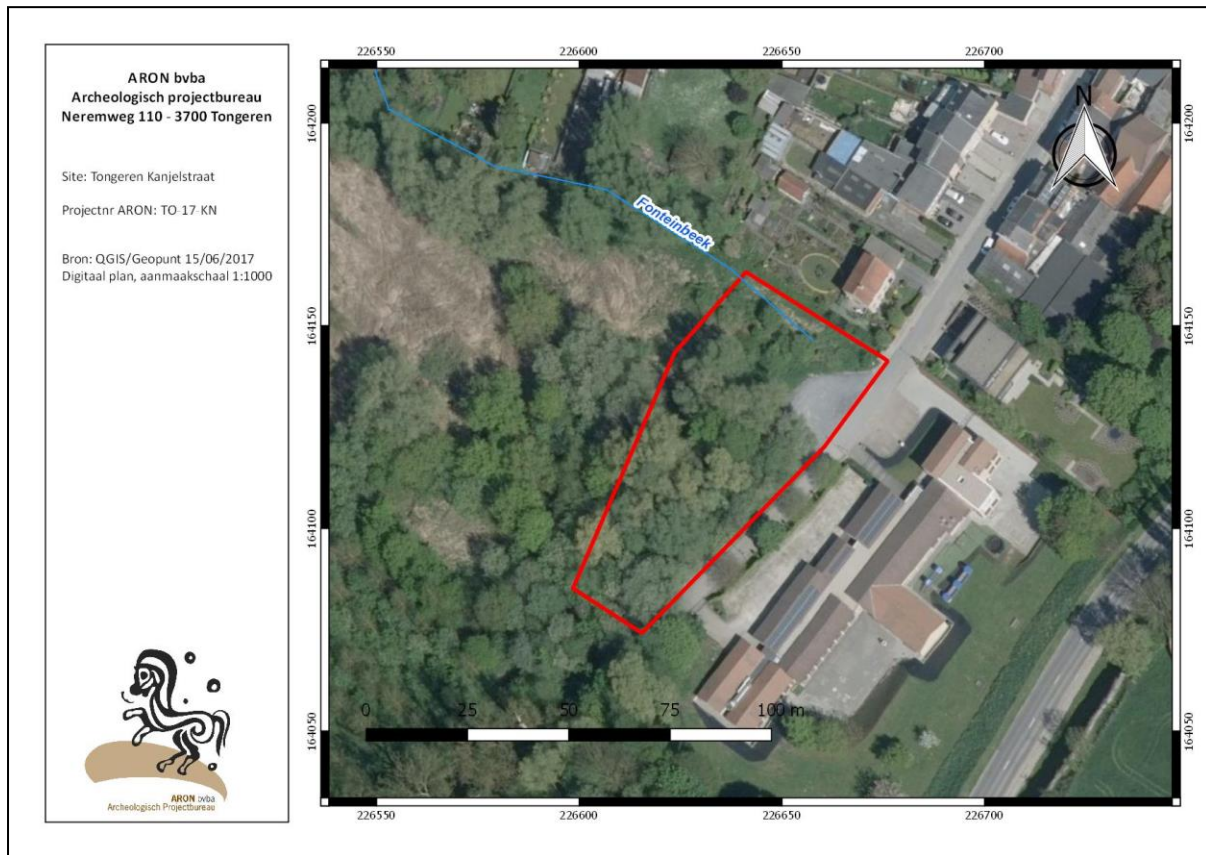 ARON bvba
Archeologisch projectbureau
Neremweg 110 - 3700 Tongeren
Site: Tongeren Kanjelstraat
Projectnr ARON: TO-17-KN
Bron: QGIS/Geopunt 15/06/2017
Digitaal plan, aanmaakschaal 1:1000
ARON bvba
Archeologisch Projectbureau
226550 226600 226650 226700
164200
164150
164100
164050
N
Fonteinbeek
0 25 50 75 100 m
164200
164150
164100
164050
226550 226600 226650 226700